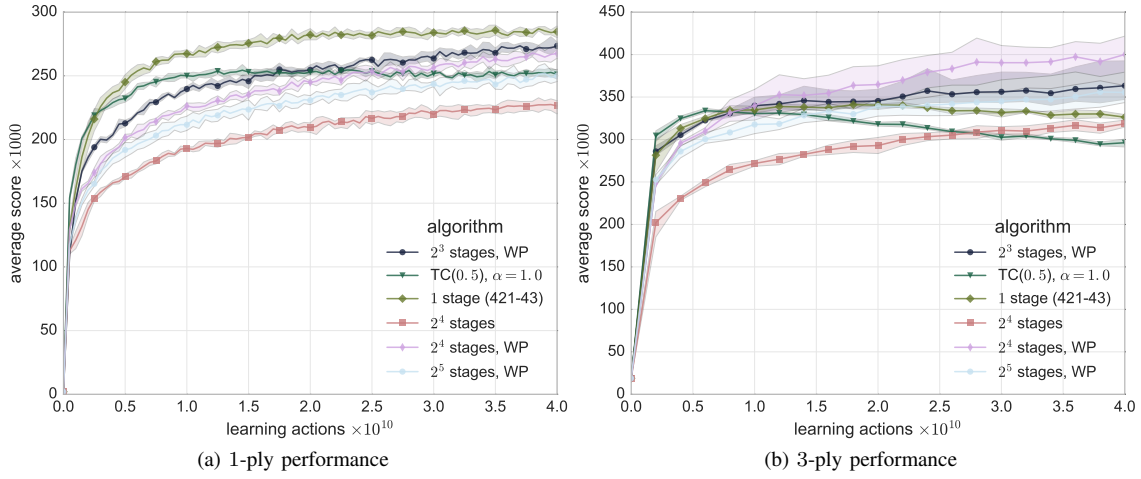 300
250
200
150
100
50
0
average score ×1000
0.0 0.5 1.0 1.5 2.0 2.5 3.0 3.5 4.0
learning actions ×10^10
algorithm
2^3 stages, WP
TC(0.5), α=1.0
1 stage (421-43)
2^4 stages
2^4 stages, WP
2^5 stages, WP
(a) 1-ply performance
450
400
350
300
250
200
150
100
50
0
average score ×1000
0.0 0.5 1.0 1.5 2.0 2.5 3.0 3.5 4.0
learning actions ×10^10
algorithm
2^3 stages, WP
TC(0.5), α=1.0
1 stage (421-43)
2^4 stages
2^4 stages, WP
2^5 stages, WP
(b) 3-ply performance